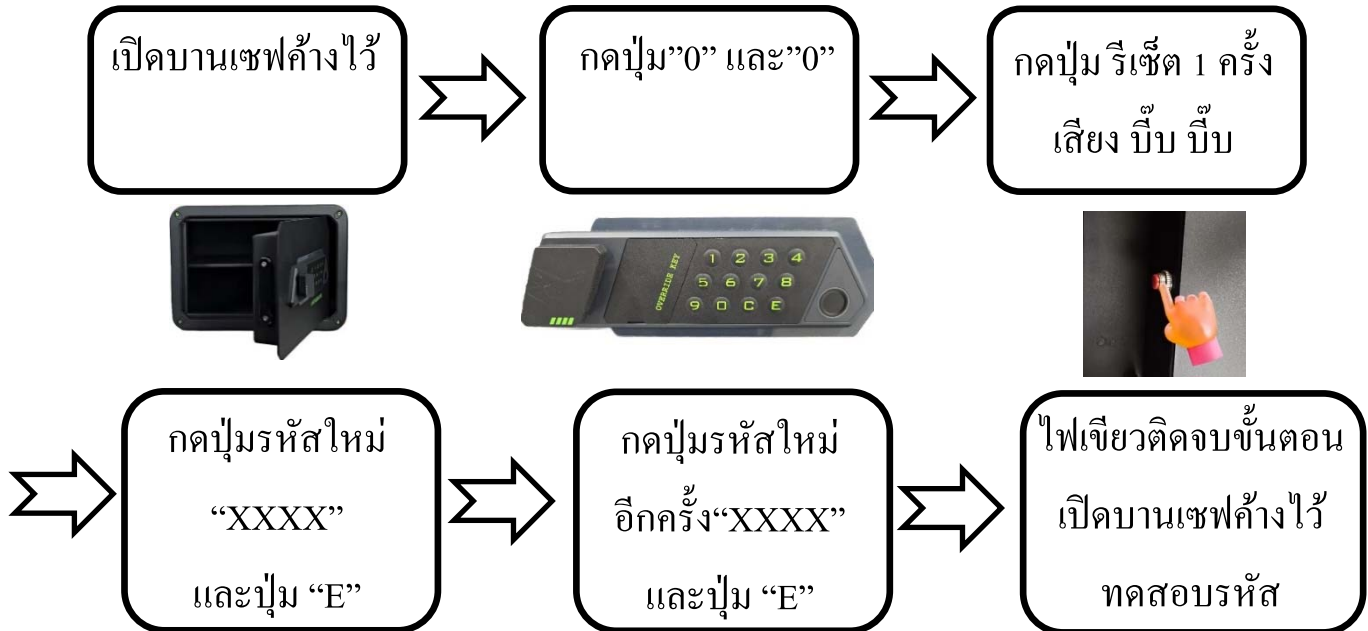 เปิดบานเซฟค้างไว้
กดปุ่ม”0” และ”0”
กดปุ่ม รีเซ็ต 1 ครั้ง
เสียง บี๊บ บี๊บ
OVERRIDE KEY
1 2 3 4
5 6 7 8
9 0 C E
กดปุ่มรหัสใหม่
“XXXX”
และปุ่ม “E”
กดปุ่มรหัสใหม่
อีกครั้ง“XXXX”
และปุ่ม “E”
ไฟเขียวติดจบขั้นตอน
เปิดบานเซฟค้างไว้
ทดสอบรหัส